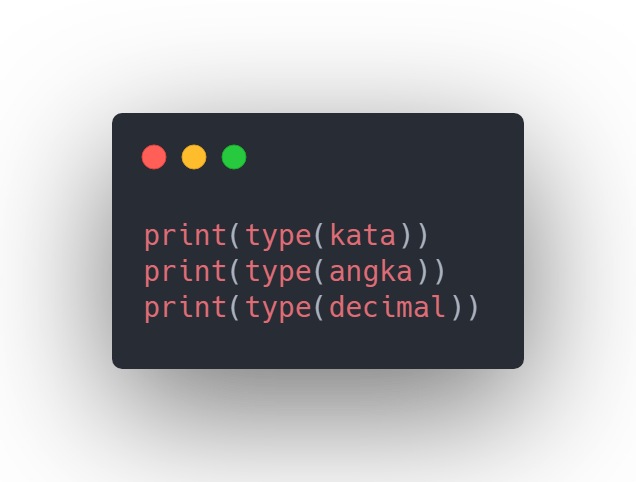 print(type(kata))
print(type(angka))
print(type(decimal))